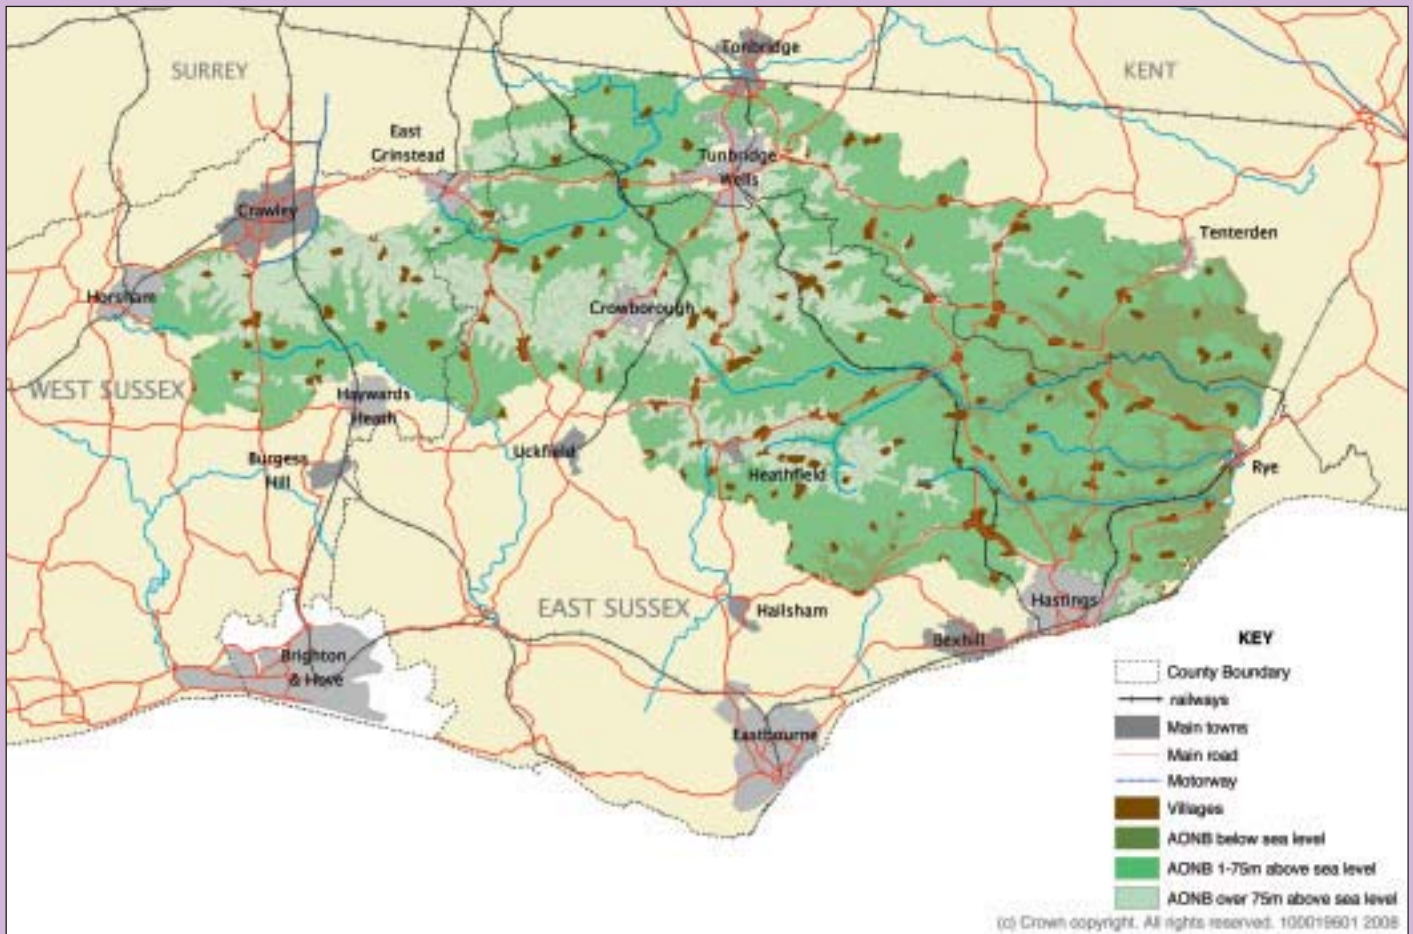 Tonbridge
SURREY
KENT
East
Grinstead
Tunbridge
Wells
Crawley
Tenterden
Horsham
Crowborough
WEST SUSSEX
Haywards
Heath
Uckfield
Burgess
Hill
Heathfield
Rye
EAST SUSSEX
Hailsham
Hastings
Bexhill
Brighton
& Hove
Eastbourne
KEY
County Boundary
railways
Main towns
Main road
Motorway
Villages
AONB below sea level
AONB 1-75m above sea level
AONB over 75m above sea level
(c) Crown copyright. All rights reserved. 100019601 2008